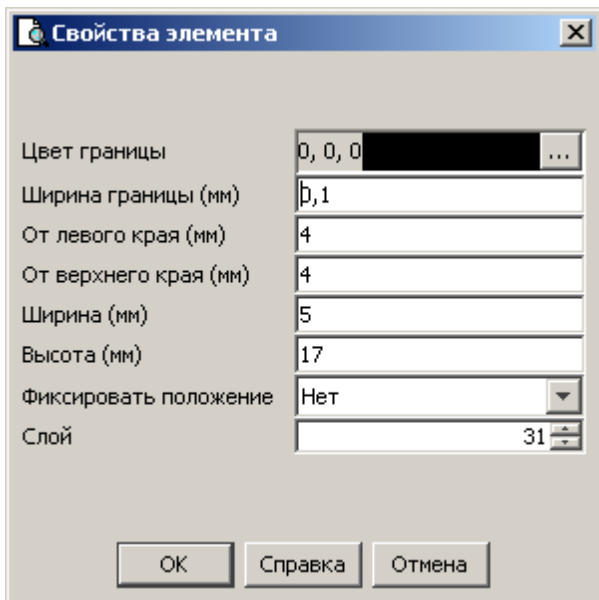 Свойства элемента
Цвет границы 0, 0, 0 ...
Ширина границы (мм) 0,1
От левого края (мм) 4
От верхнего края (мм) 4
Ширина (мм) 5
Высота (мм) 17
Фиксировать положение Нет
Слой 31
ОК Справка Отмена